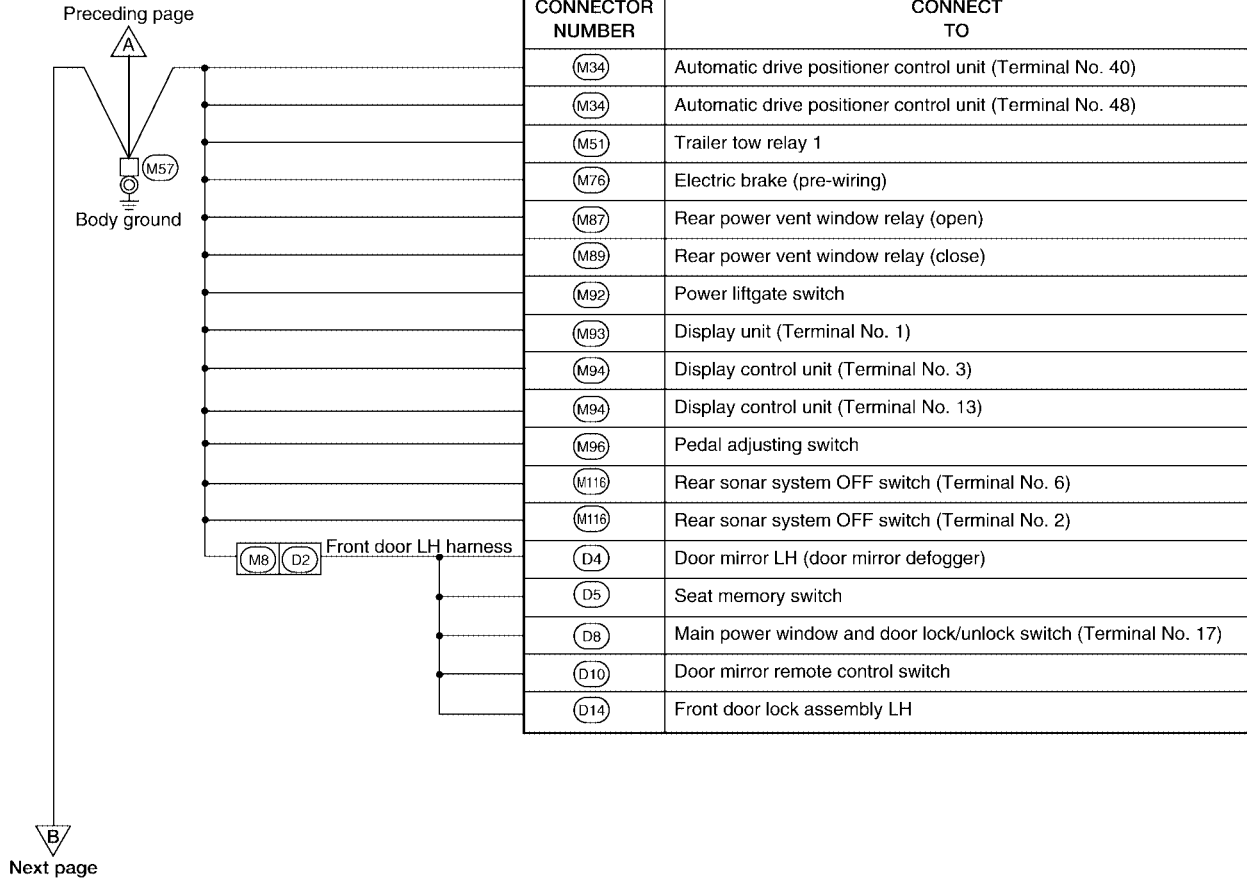 Preceding page
A
M57
Body ground
CONNECTOR NUMBER
CONNECT TO
M34 Automatic drive positioner control unit (Terminal No. 40)
M34 Automatic drive positioner control unit (Terminal No. 48)
M51 Trailer tow relay 1
M76 Electric brake (pre-wiring)
M87 Rear power vent window relay (open)
M89 Rear power vent window relay (close)
M92 Power liftgate switch
M93 Display unit (Terminal No. 1)
M94 Display control unit (Terminal No. 3)
M94 Display control unit (Terminal No. 13)
M96 Pedal adjusting switch
M116 Rear sonar system OFF switch (Terminal No. 6)
M116 Rear sonar system OFF switch (Terminal No. 2)
M8 D2 Front door LH harness
D4 Door mirror LH (door mirror defogger)
D5 Seat memory switch
D8 Main power window and door lock/unlock switch (Terminal No. 17)
D10 Door mirror remote control switch
D14 Front door lock assembly LH
B
Next page